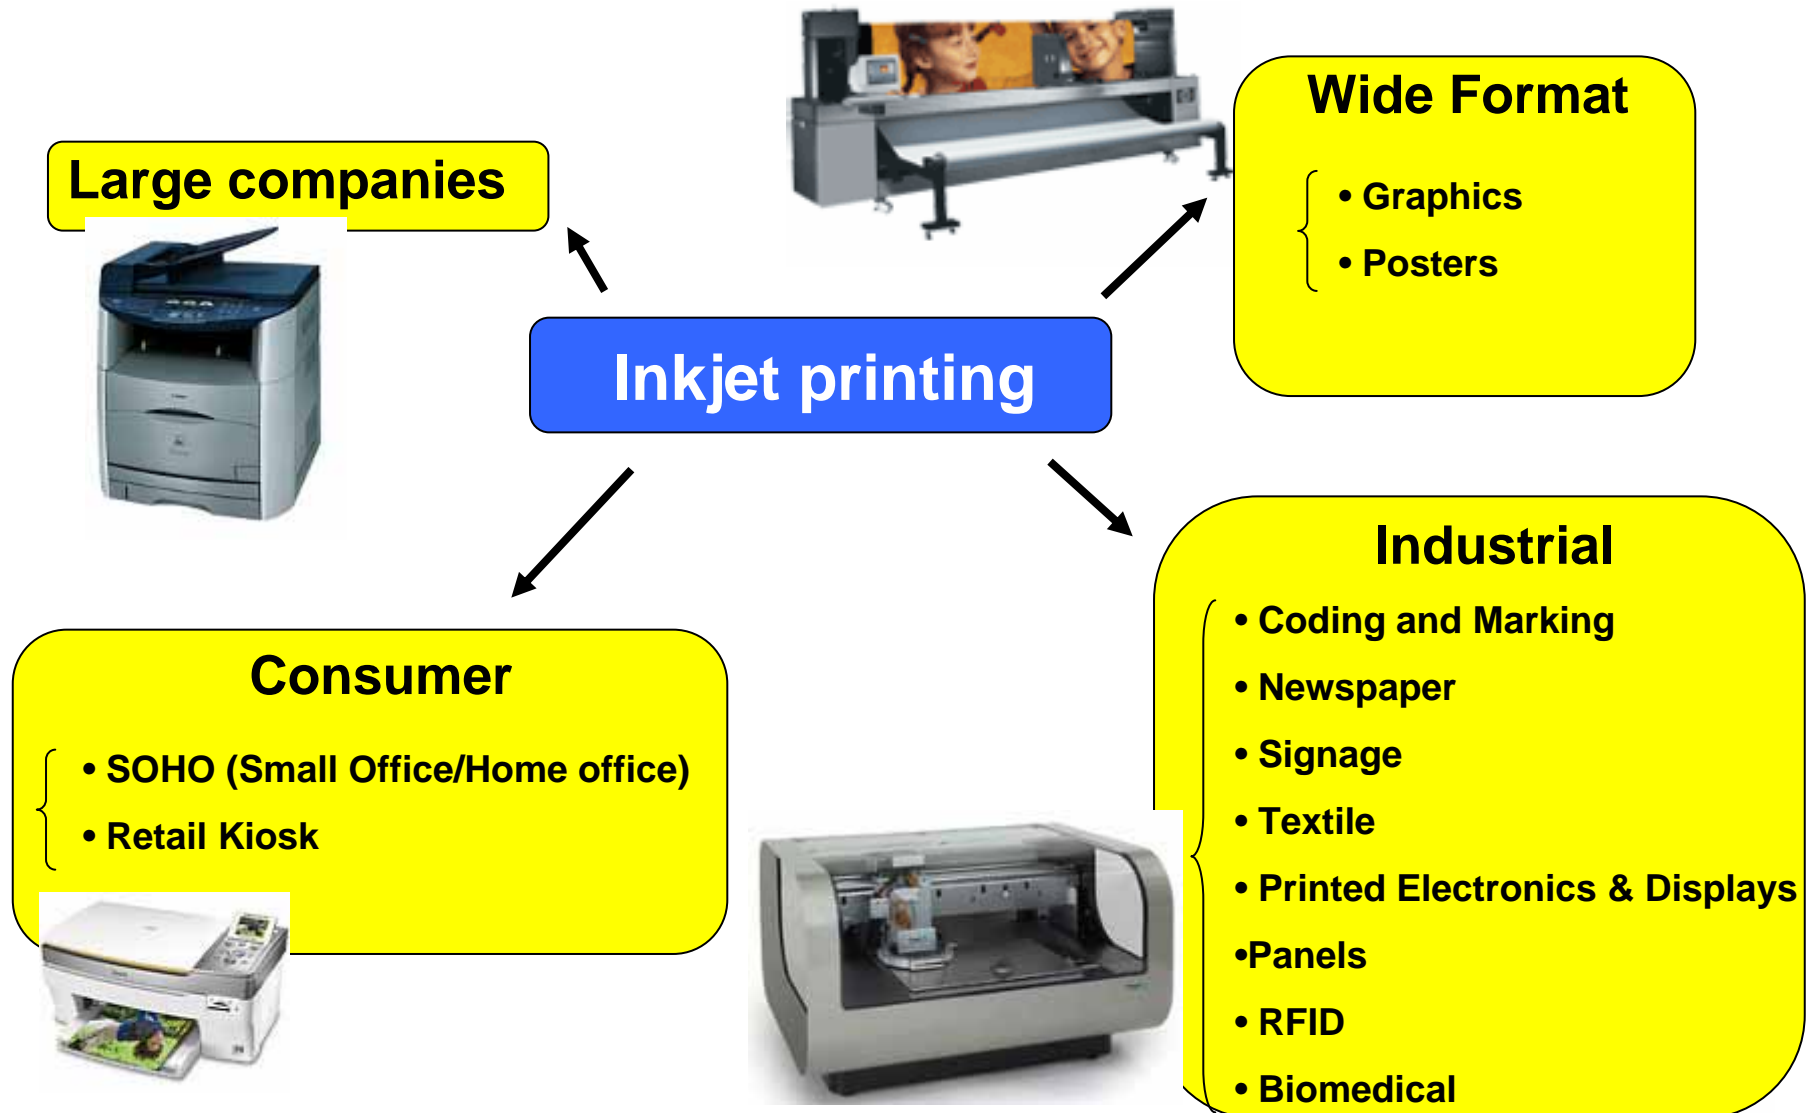 Large companies
Wide Format
• Graphics
• Posters
Inkjet printing
Consumer
• SOHO (Small Office/Home office)
• Retail Kiosk
Industrial
• Coding and Marking
• Newspaper
• Signage
• Textile
• Printed Electronics & Displays
•Panels
• RFID
• Biomedical